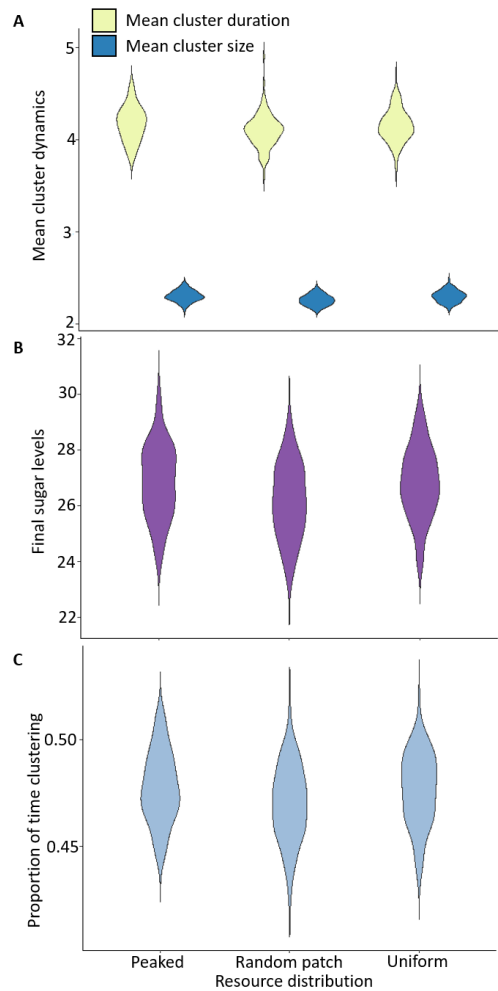 A
Mean cluster duration
Mean cluster size
Mean cluster dynamics
5
4
3
2
B
Final sugar levels
32
30
28
26
24
22
C
Proportion of time clustering
0.50
0.45
Peaked
Random patch
Uniform
Resource distribution